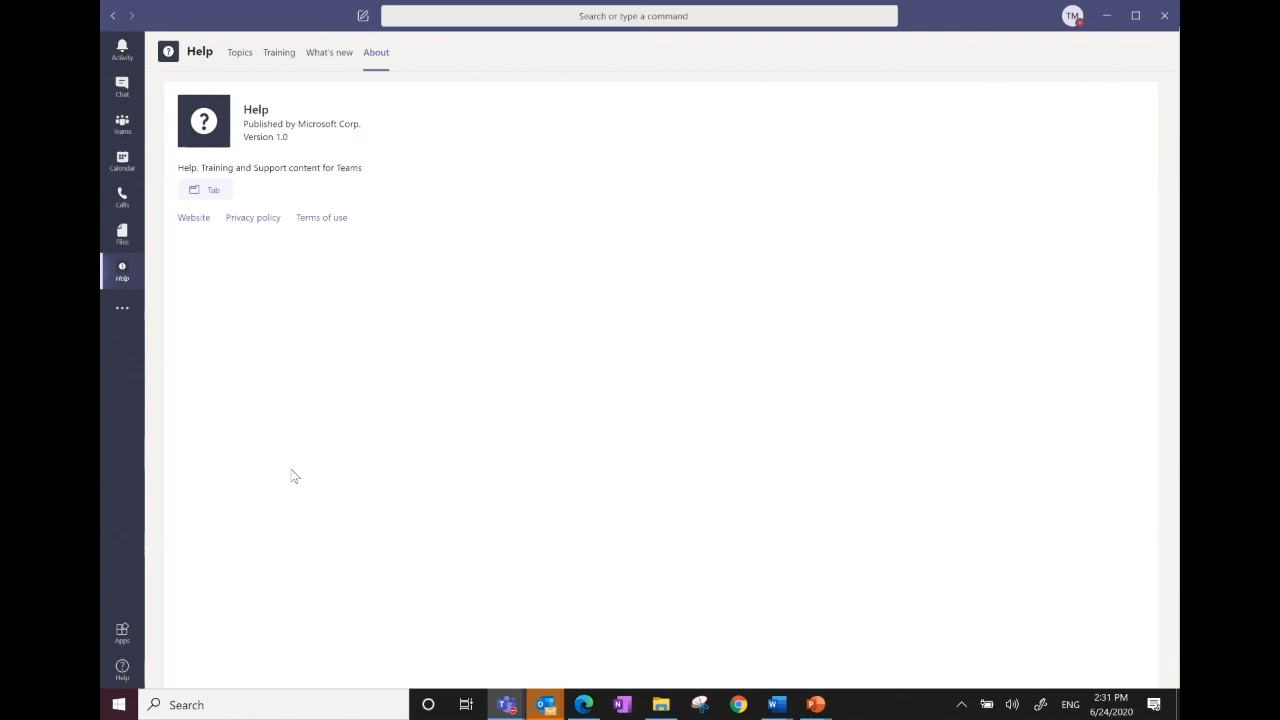 Search or type a command
TM
Activity
Chat
Teams
Calendar
Calls
Files
Help
Apps
Help
Help Topics Training What's new About
Help
Published by Microsoft Corp.
Version 1.0
Help, Training and Support content for Teams
Tab
Website Privacy policy Terms of use
Search
ENG
2:31 PM
6/24/2020